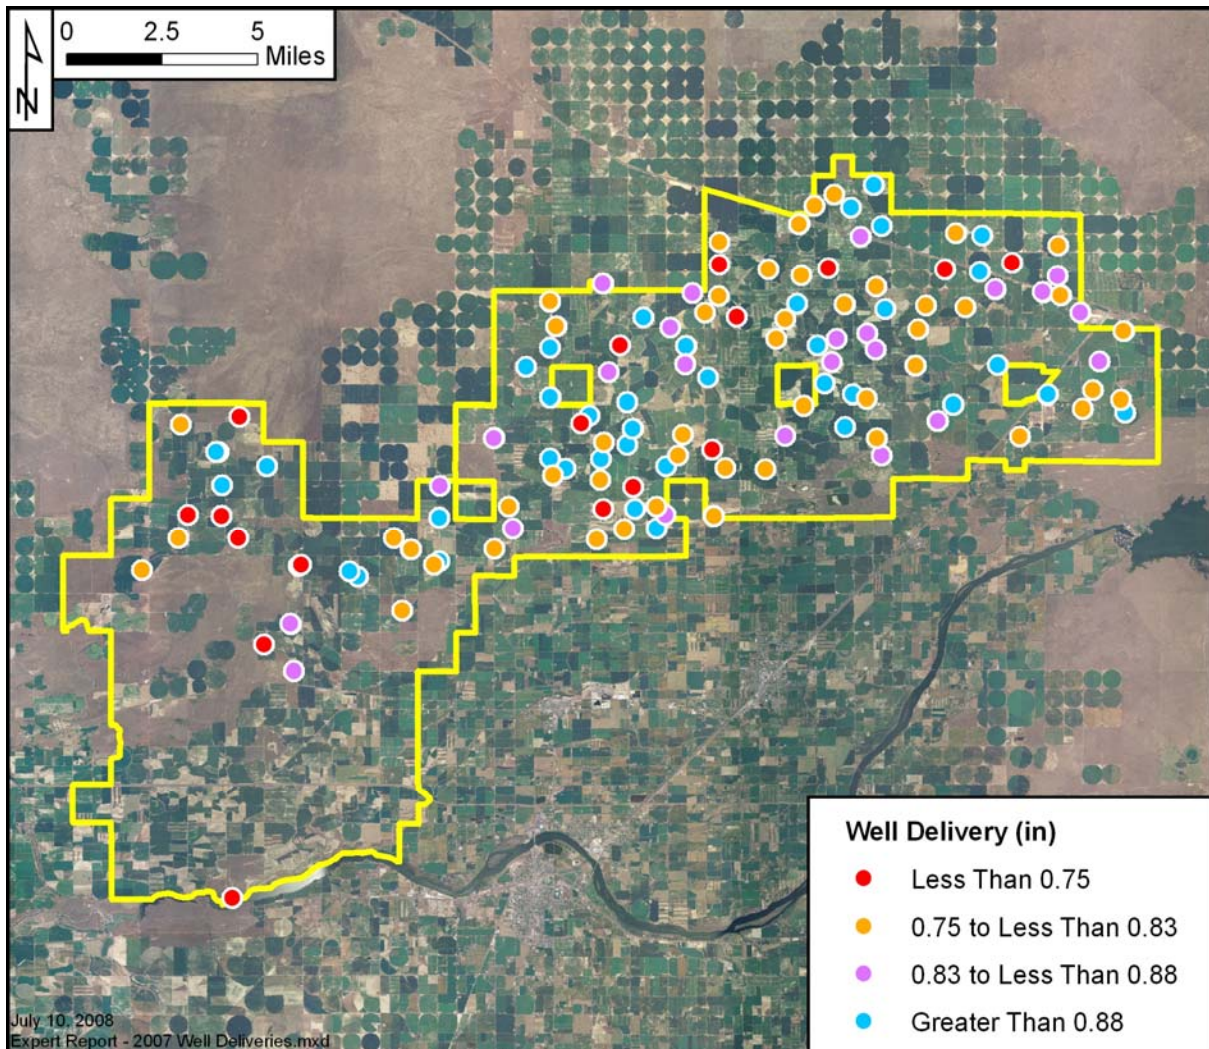 0 2.5 5
Miles
N
Well Delivery (in)
Less Than 0.75
0.75 to Less Than 0.83
0.83 to Less Than 0.88
Greater Than 0.88
July 10, 2008
Expert Report - 2007 Well Deliveries.mxd